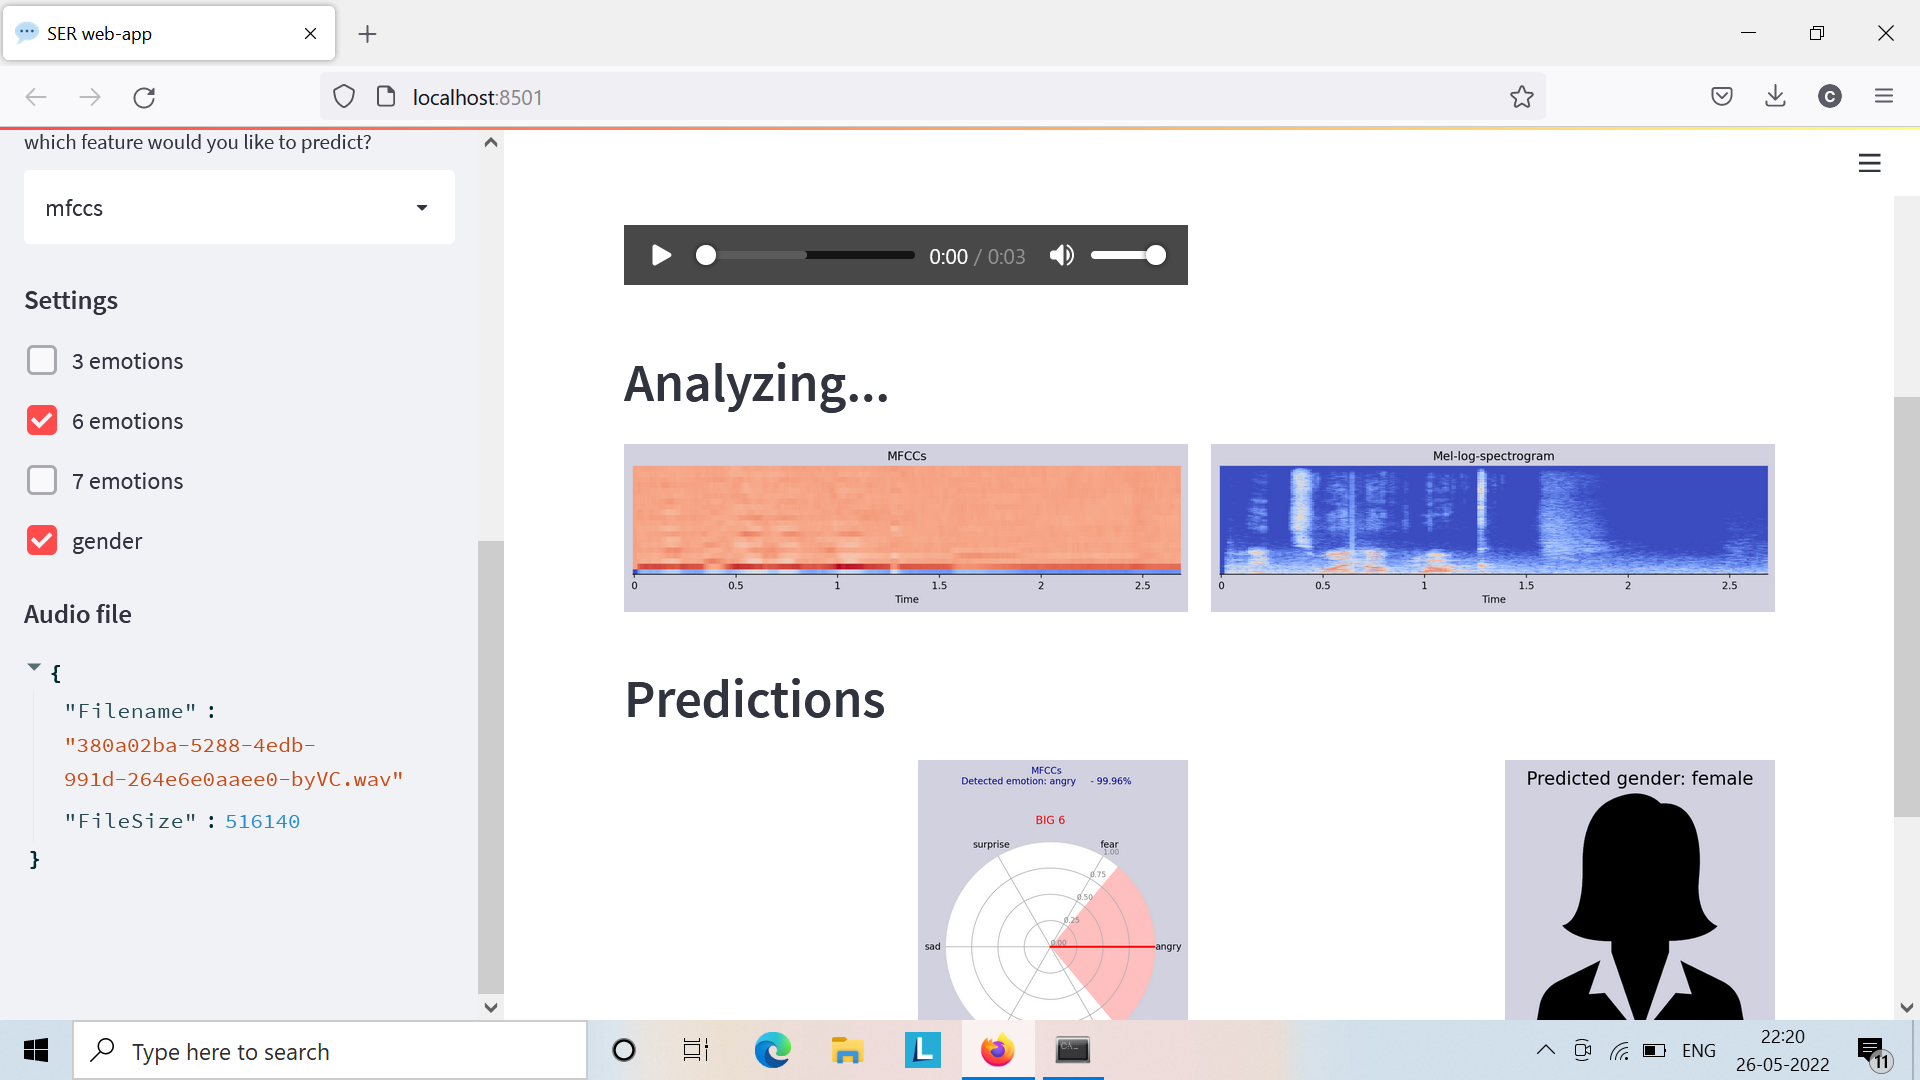 SER web-app
localhost:8501
C
which feature would you like to predict?
mfccs
Settings
3 emotions
6 emotions
7 emotions
gender
Audio file
{
"Filename" :
"380a02ba-5288-4edb-
991d-264e6e0aaee0-byVC.wav"
"FileSize" : 516140
}
0:00 / 0:03
Analyzing...
MFCCs
0 0.5 1 1.5 2 2.5
Time
Mel-log-spectrogram
0 0.5 1 1.5 2 2.5
Time
Predictions
MFCCs
Detected emotion: angry - 99.96%
BIG 6
surprise fear
1.00
0.75
0.50
0.25
0.00
sad angry
Predicted gender: female
Type here to search
L
C:\_
ENG
22:20
26-05-2022
11